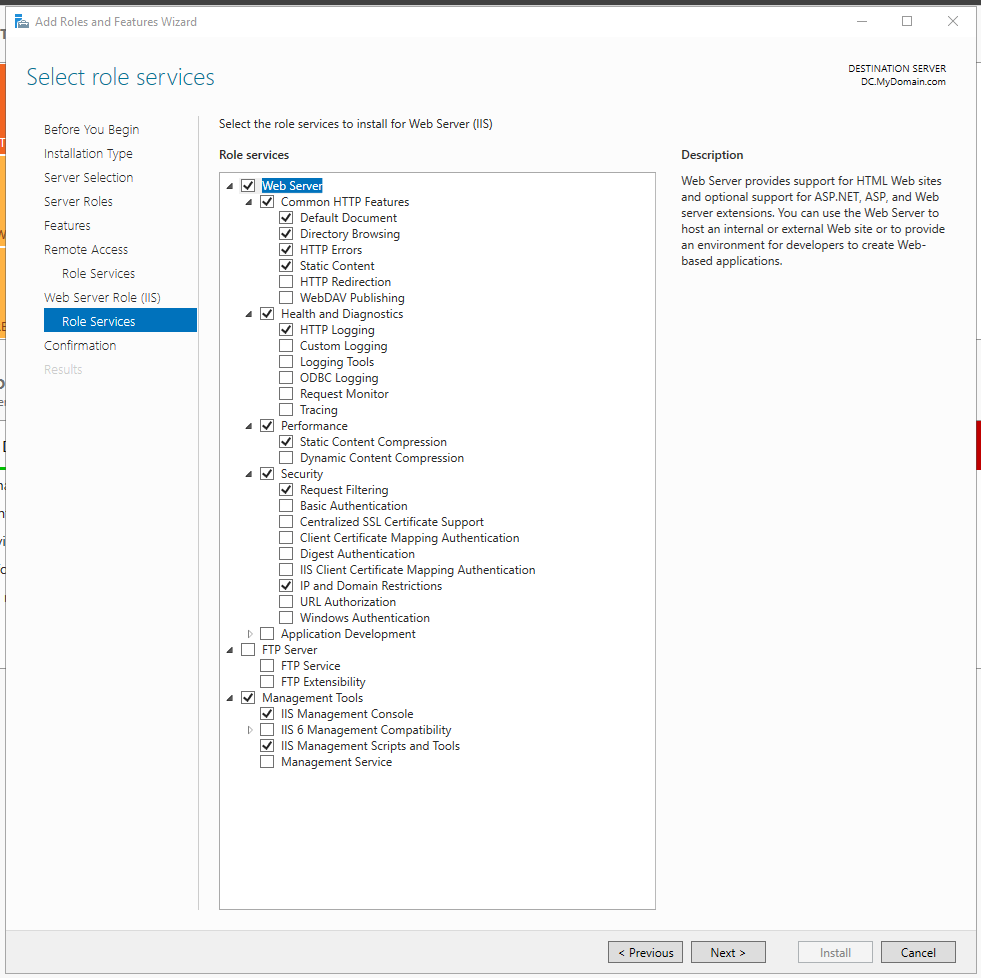 Add Roles and Features Wizard
Select role services
DESTINATION SERVER
DC.MyDomain.com
Before You Begin
Installation Type
Server Selection
Server Roles
Features
Remote Access
Role Services
Web Server Role (IIS)
Role Services
Confirmation
Results
Select the role services to install for Web Server (IIS)
Role services
Web Server
Common HTTP Features
Default Document
Directory Browsing
HTTP Errors
Static Content
HTTP Redirection
WebDAV Publishing
Health and Diagnostics
HTTP Logging
Custom Logging
Logging Tools
ODBC Logging
Request Monitor
Tracing
Performance
Static Content Compression
Dynamic Content Compression
Security
Request Filtering
Basic Authentication
Centralized SSL Certificate Support
Client Certificate Mapping Authentication
Digest Authentication
IIS Client Certificate Mapping Authentication
IP and Domain Restrictions
URL Authorization
Windows Authentication
Application Development
FTP Server
FTP Service
FTP Extensibility
Management Tools
IIS Management Console
IIS 6 Management Compatibility
IIS Management Scripts and Tools
Management Service
Description
Web Server provides support for HTML Web sites
and optional support for ASP.NET, ASP, and Web
server extensions. You can use the Web Server to
host an internal or external Web site or to provide
an environment for developers to create Web-
based applications.
< Previous
Next >
Install
Cancel